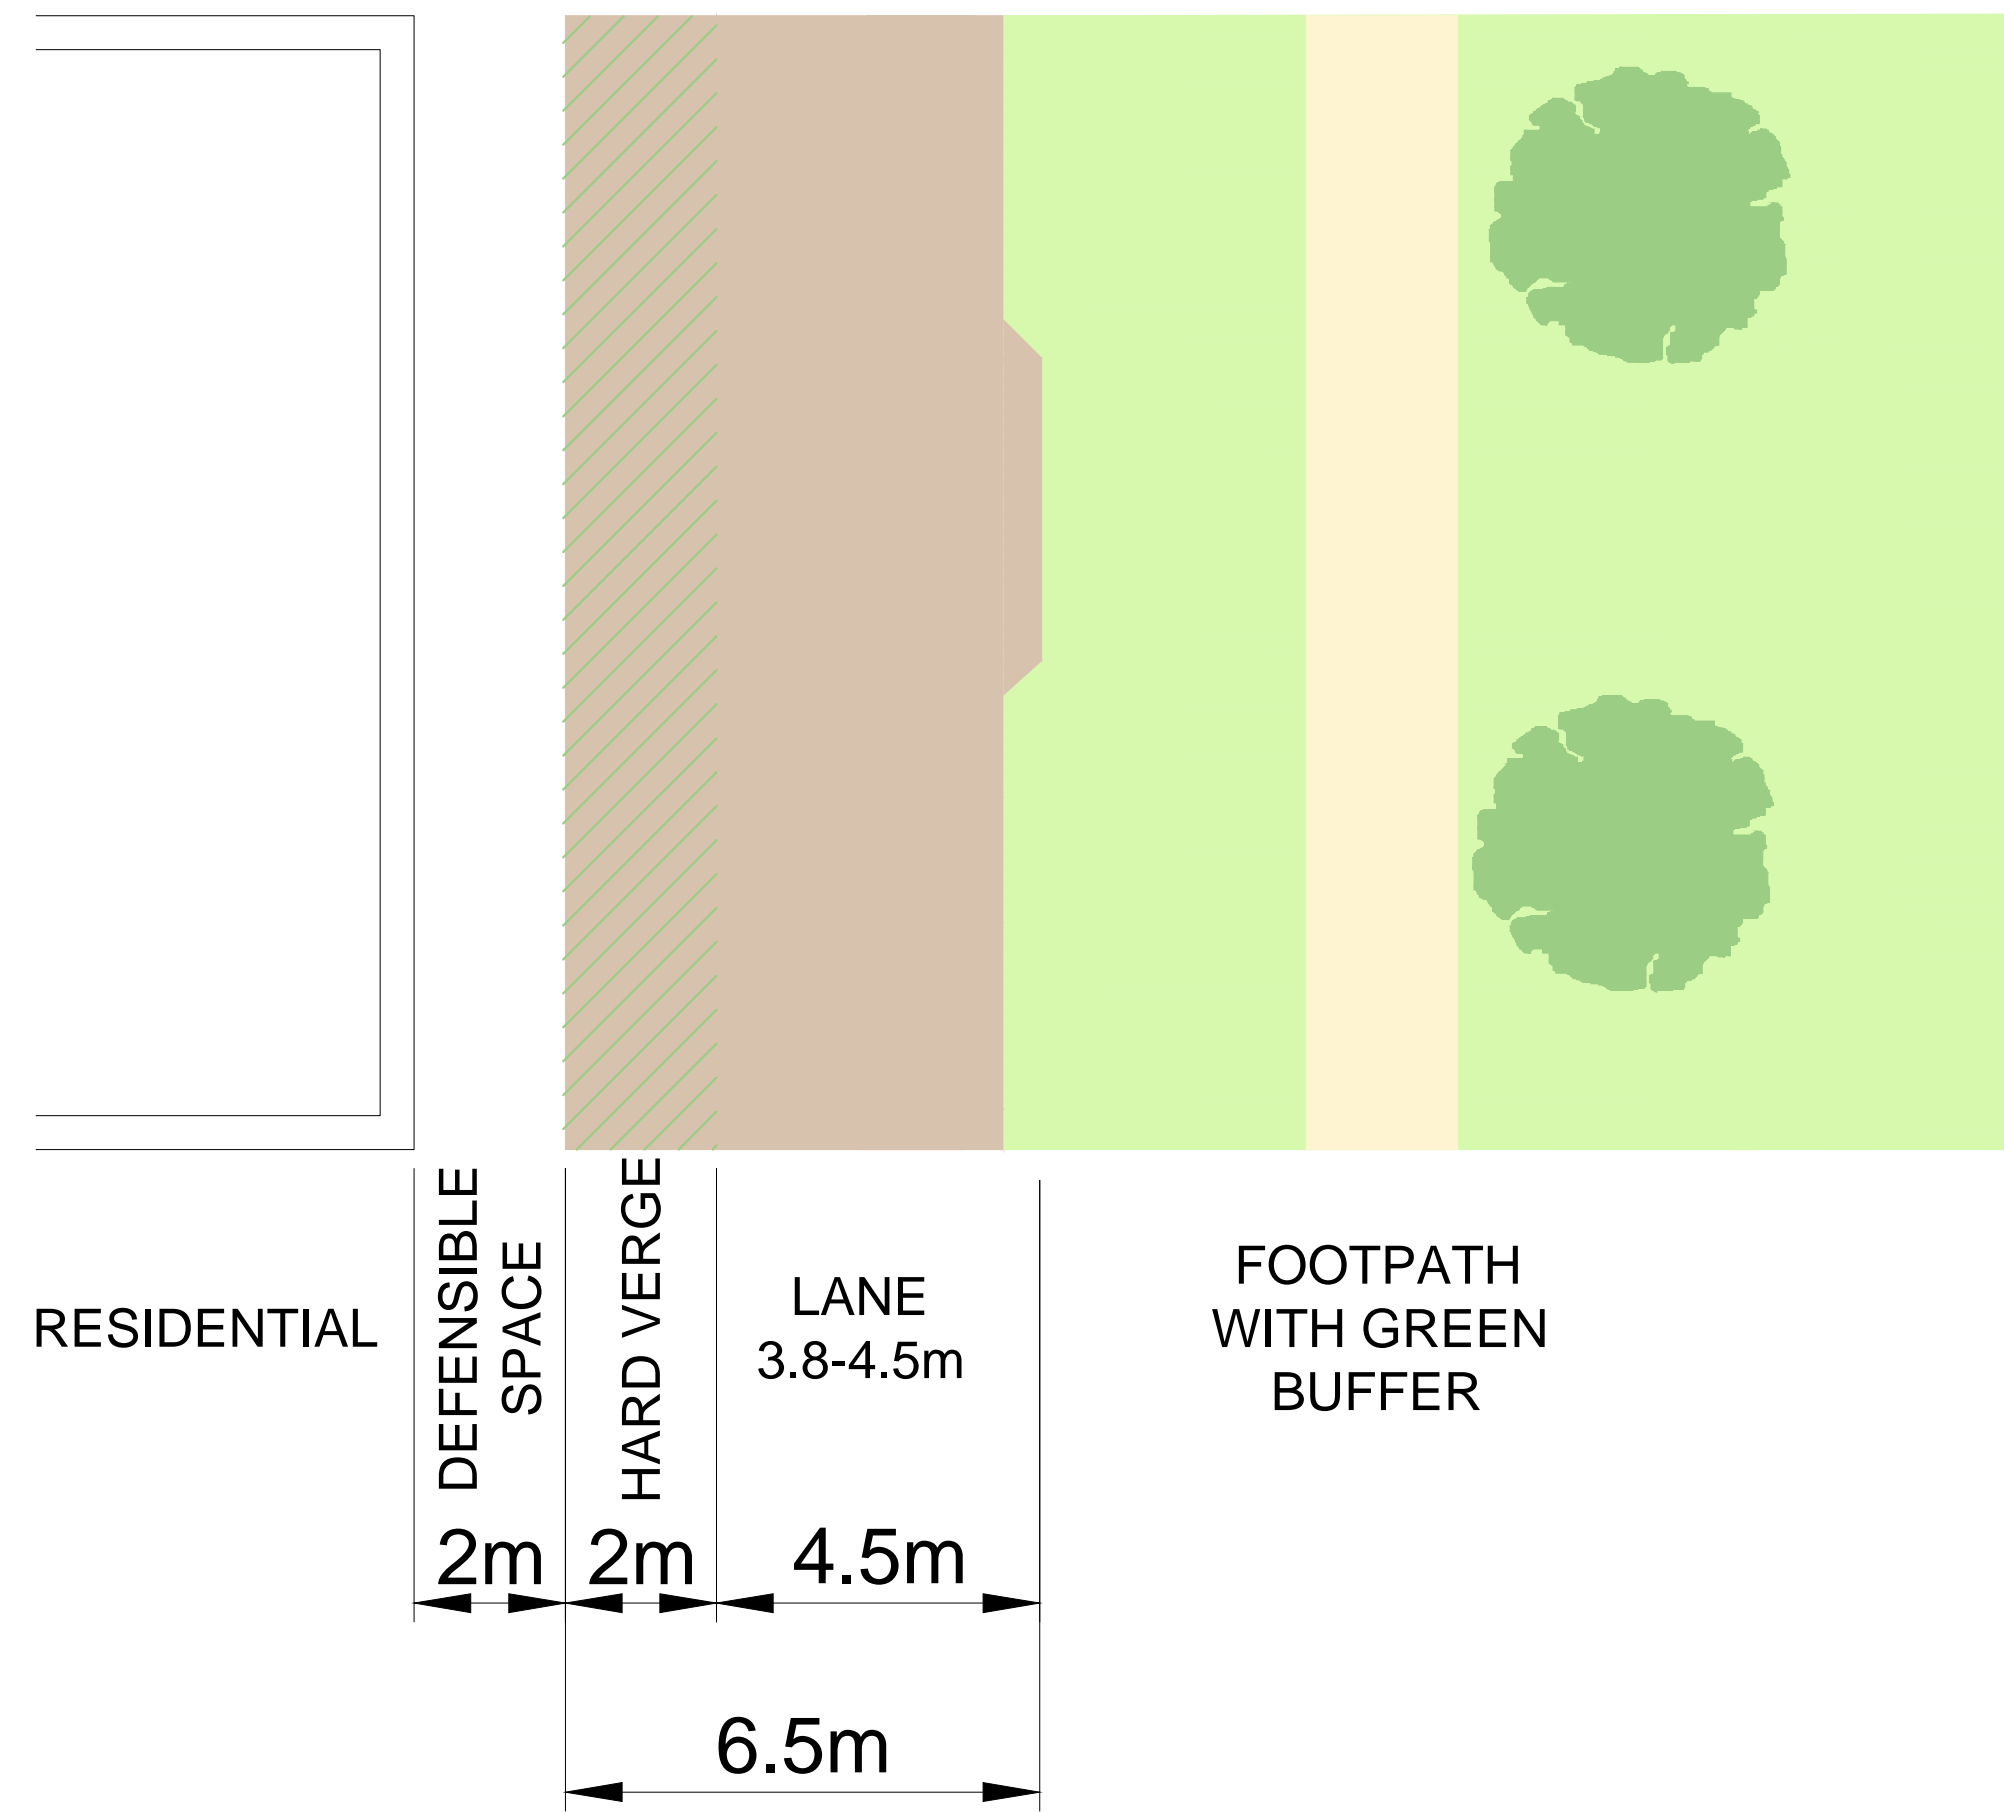 RESIDENTIAL
DEFENSIBLE
SPACE
HARD VERGE
LANE
3.8-4.5m
FOOTPATH
WITH GREEN
BUFFER
2m
2m
4.5m
6.5m